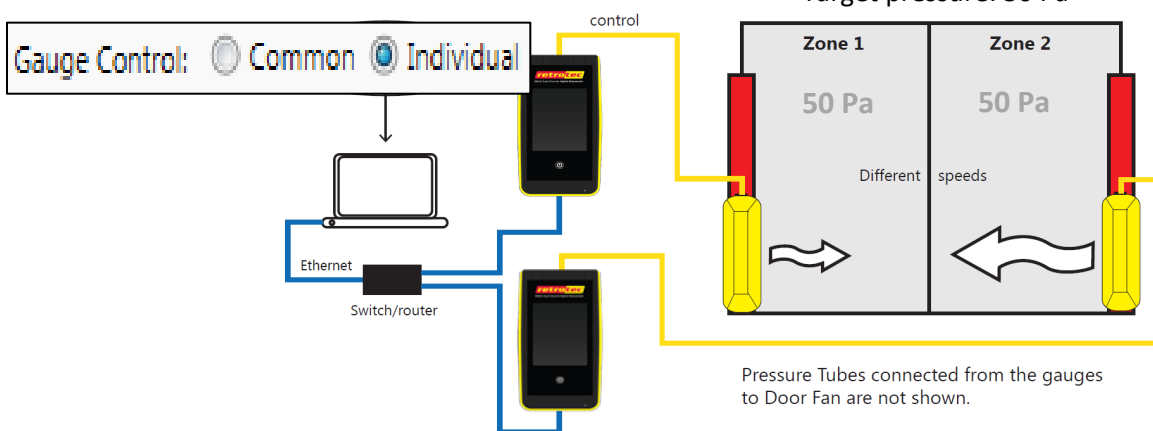 Target pressure: 50 Pa
control
Gauge Control: Common Individual
retrotec
Zone 1 Zone 2
50 Pa 50 Pa
Different speeds
Ethernet
Switch/router
retrotec
Pressure Tubes connected from the gauges
to Door Fan are not shown.